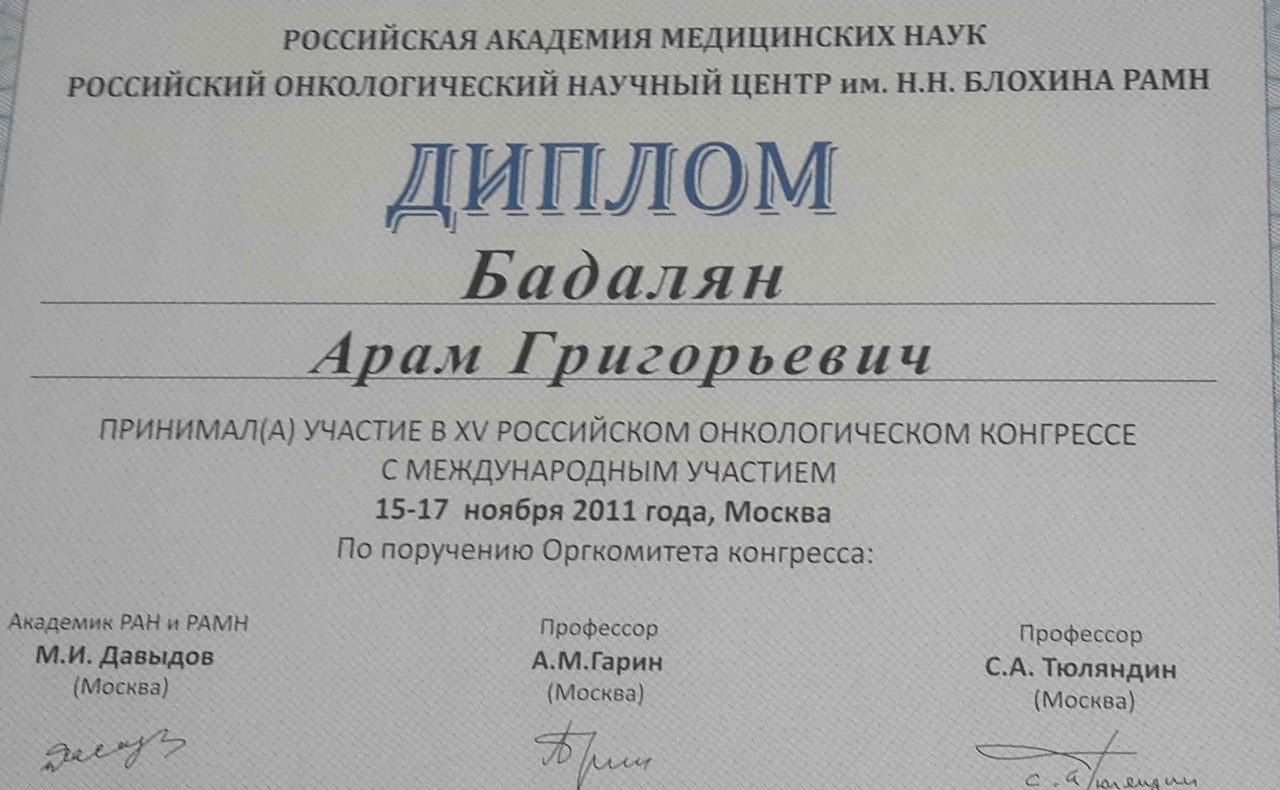 РОССИЙСКАЯ АКАДЕМИЯ МЕДИЦИНСКИХ НАУК
РОССИЙСКИЙ ОНКОЛОГИЧЕСКИЙ НАУЧНЫЙ ЦЕНТР им. Н.Н. БЛОХИНА РАМН
ДИПЛОМ
Бадалян
Арам Григорьевич
ПРИНИМАЛ(А) УЧАСТИЕ В XV РОССИЙСКОМ ОНКОЛОГИЧЕСКОМ КОНГРЕССЕ
С МЕЖДУНАРОДНЫМ УЧАСТИЕМ
15-17 ноября 2011 года, Москва
По поручению Оргкомитета конгресса:
Академик РАН и РАМН
М.И. Давыдов
(Москва)
Профессор
А.М.Гарин
(Москва)
Профессор
С.А. Тюляндин
(Москва)